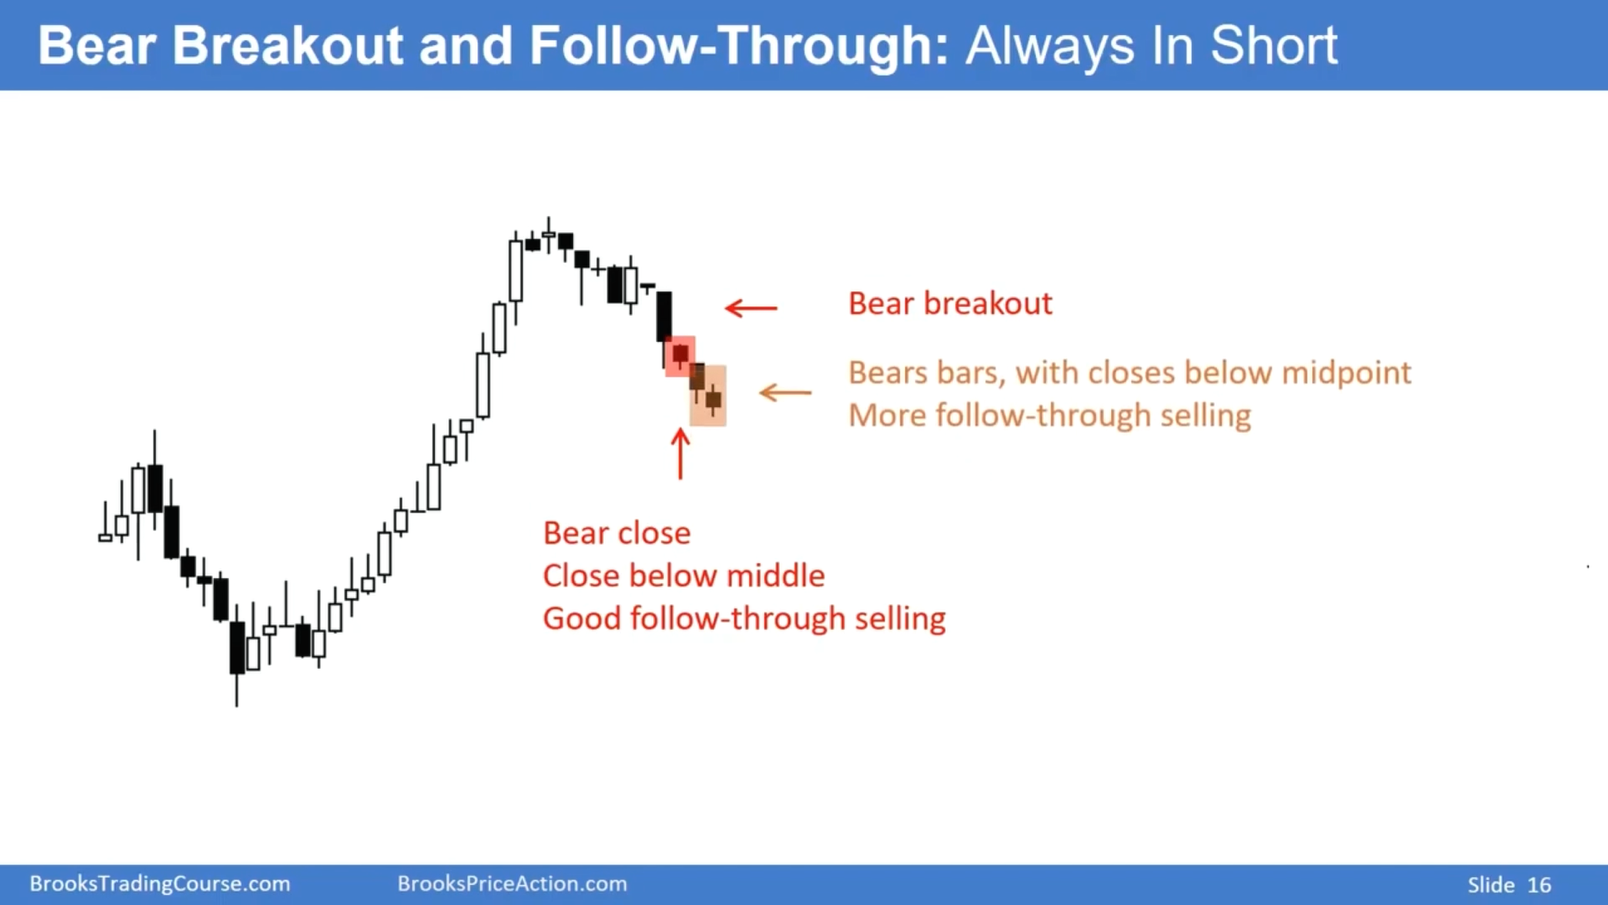 Bear Breakout and Follow-Through: Always In Short
Bear breakout
Bears bars, with closes below midpoint
More follow-through selling
Bear close
Close below middle
Good follow-through selling
BrooksTradingCourse.com
BrooksPriceAction.com
Slide 16